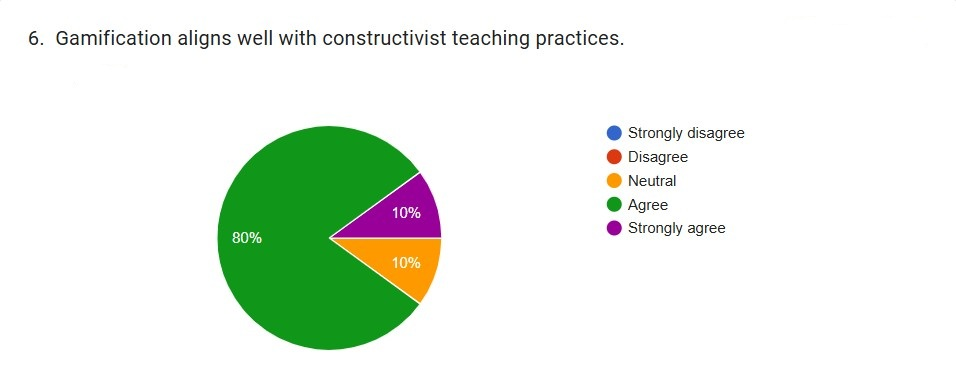 6. Gamification aligns well with constructivist teaching practices.
Strongly disagree
Disagree
Neutral
Agree
Strongly agree
10%
80%
10%